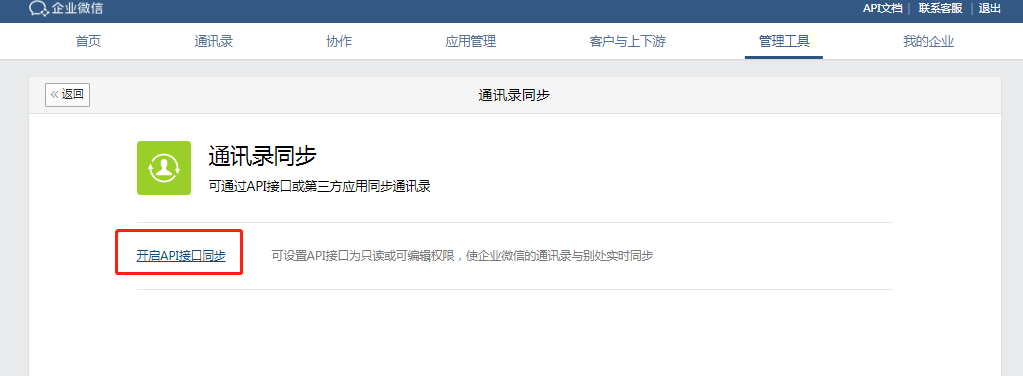 企业微信
API文档 | 联系客服 | 退出
首页 通讯录 协作 应用管理 客户与上下游 管理工具 我的企业
« 返回 通讯录同步
通讯录同步
可通过API接口或第三方应用同步通讯录
开启API接口同步 可设置API接口为只读或可编辑权限，使企业微信的通讯录与别处实时同步